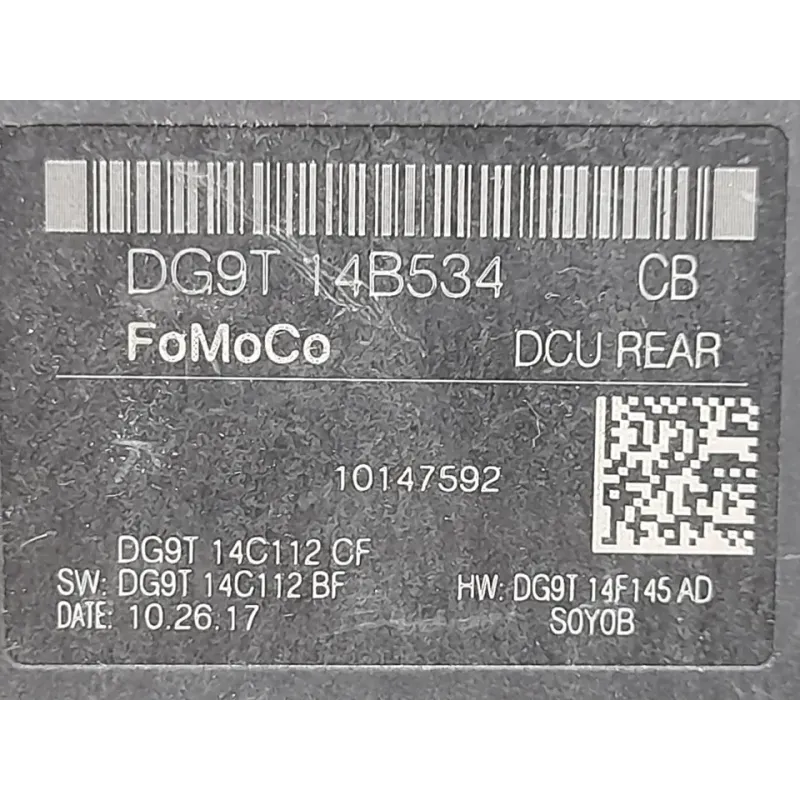 DG9T 14B534 CB
FoMoCo DCU REAR
10147592
DG9T 14C112 CF
SW: DG9T 14C112 BF HW: DG9T 14F145 AD
DATE: 10.26.17 S0Y0B